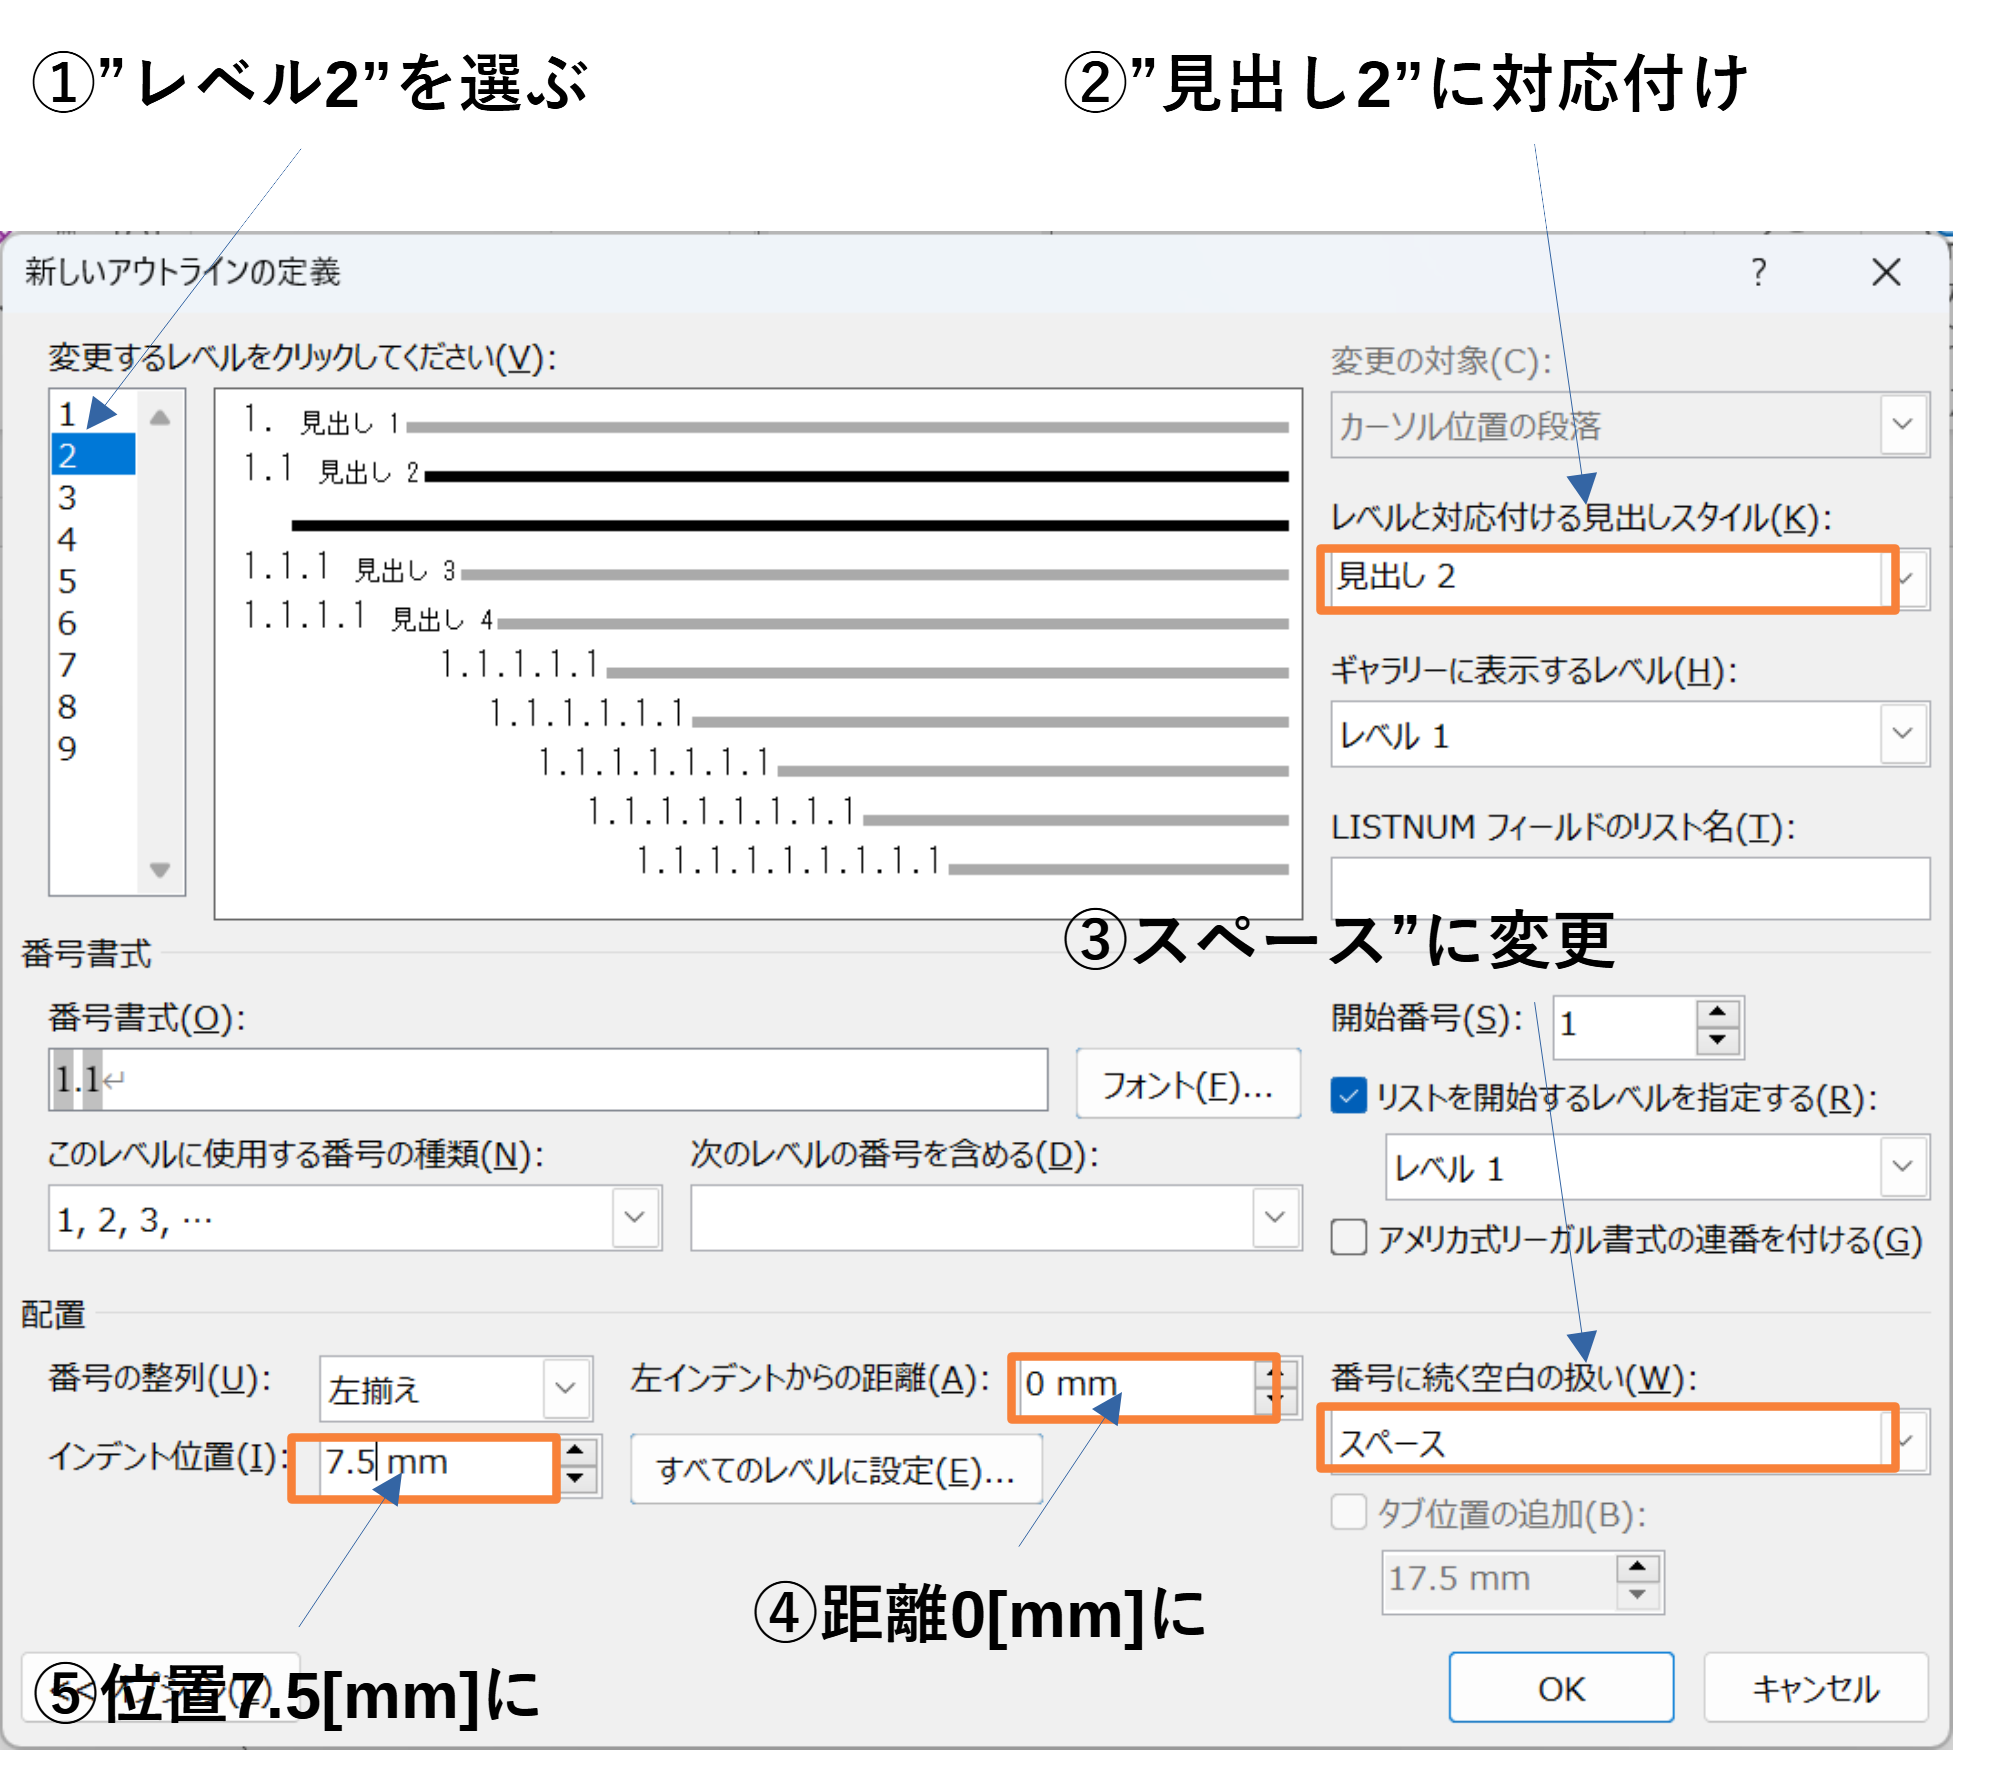 ①”レベル2”を選ぶ
②”見出し2”に対応付け
新しいアウトラインの定義
?
変更するレベルをクリックしてください(V):
1
2
3
4
5
6
7
8
9
1. 見出し 1
1.1 見出し 2
1.1.1 見出し 3
1.1.1.1 見出し 4
1.1.1.1.1
1.1.1.1.1.1
1.1.1.1.1.1.1
1.1.1.1.1.1.1.1
1.1.1.1.1.1.1.1.1
変更の対象(C):
カーソル位置の段落
レベルと対応付ける見出しスタイル(K):
見出し 2
ギャラリーに表示するレベル(H):
レベル 1
LISTNUM フィールドのリスト名(T):
③スペース”に変更
番号書式
番号書式(O):
1.1↵
フォント(F)...
開始番号(S): 1
リストを開始するレベルを指定する(R):
レベル 1
このレベルに使用する番号の種類(N):
1, 2, 3, …
次のレベルの番号を含める(D):
アメリカ式リーガル書式の連番を付ける(G)
配置
番号の整列(U): 左揃え
左インデントからの距離(A): 0 mm
番号に続く空白の扱い(W):
スペース
インデント位置(I): 7.5 mm
すべてのレベルに設定(E)...
タブ位置の追加(B):
17.5 mm
④距離0[mm]に
⑤位置7.5[mm]に
OK
キャンセル